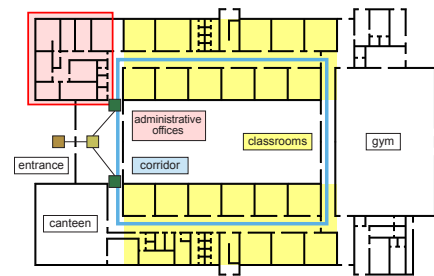 administrative
offices
classrooms
gym
entrance
corridor
canteen